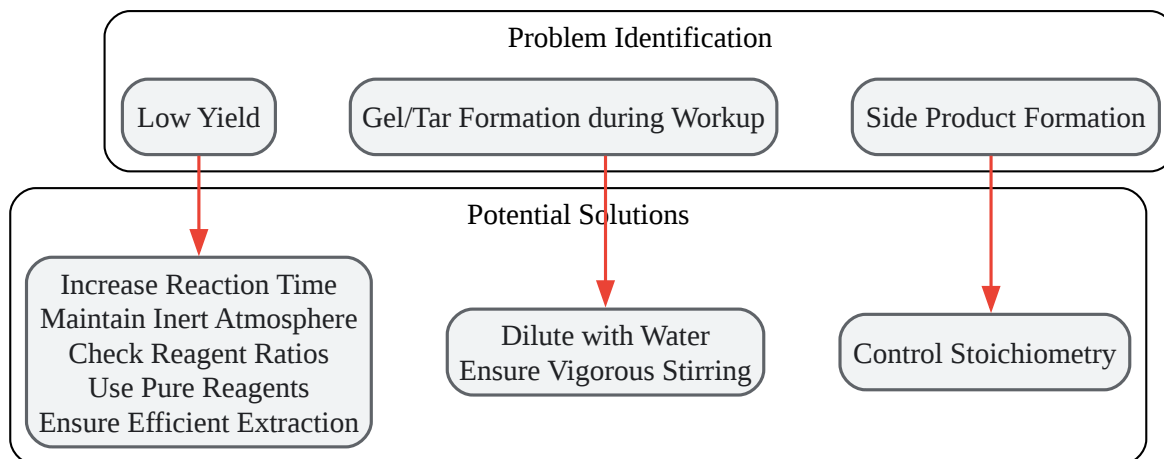 Problem Identification
Low Yield
Gel/Tar Formation during Workup
Side Product Formation
Potential Solutions
Increase Reaction Time
Maintain Inert Atmosphere
Check Reagent Ratios
Use Pure Reagents
Ensure Efficient Extraction
Dilute with Water
Ensure Vigorous Stirring
Control Stoichiometry